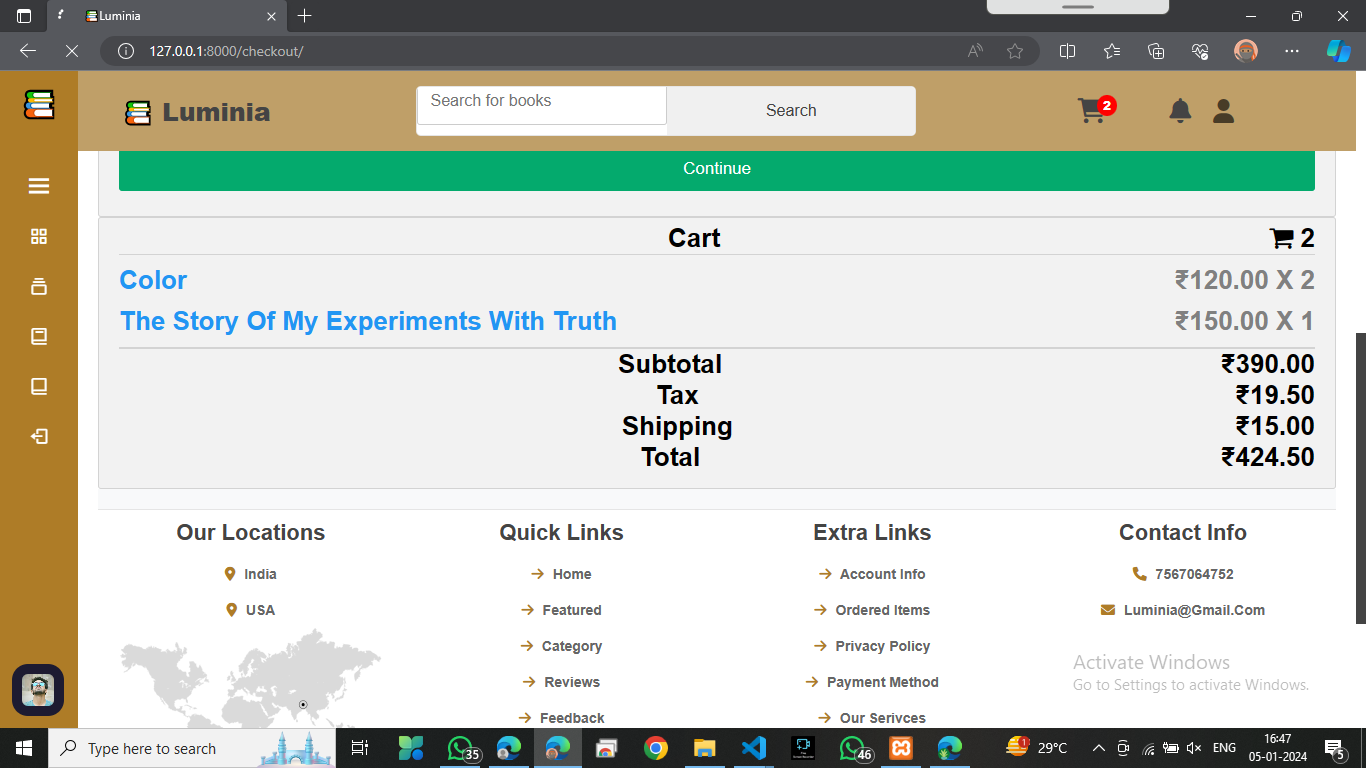 Luminia
127.0.0.1:8000/checkout/
Luminia
Search for books
Search
2
Continue
Cart 2
Color ₹120.00 X 2
The Story Of My Experiments With Truth ₹150.00 X 1
Subtotal ₹390.00
Tax ₹19.50
Shipping ₹15.00
Total ₹424.50
Our Locations
India
USA
Quick Links
Home
Featured
Category
Reviews
Feedback
Extra Links
Account Info
Ordered Items
Privacy Policy
Payment Method
Our Serivces
Contact Info
7567064752
Luminia@Gmail.Com
Activate Windows
Go to Settings to activate Windows.
Type here to search
35
46
1
29°C
ENG
16:47
05-01-2024
5